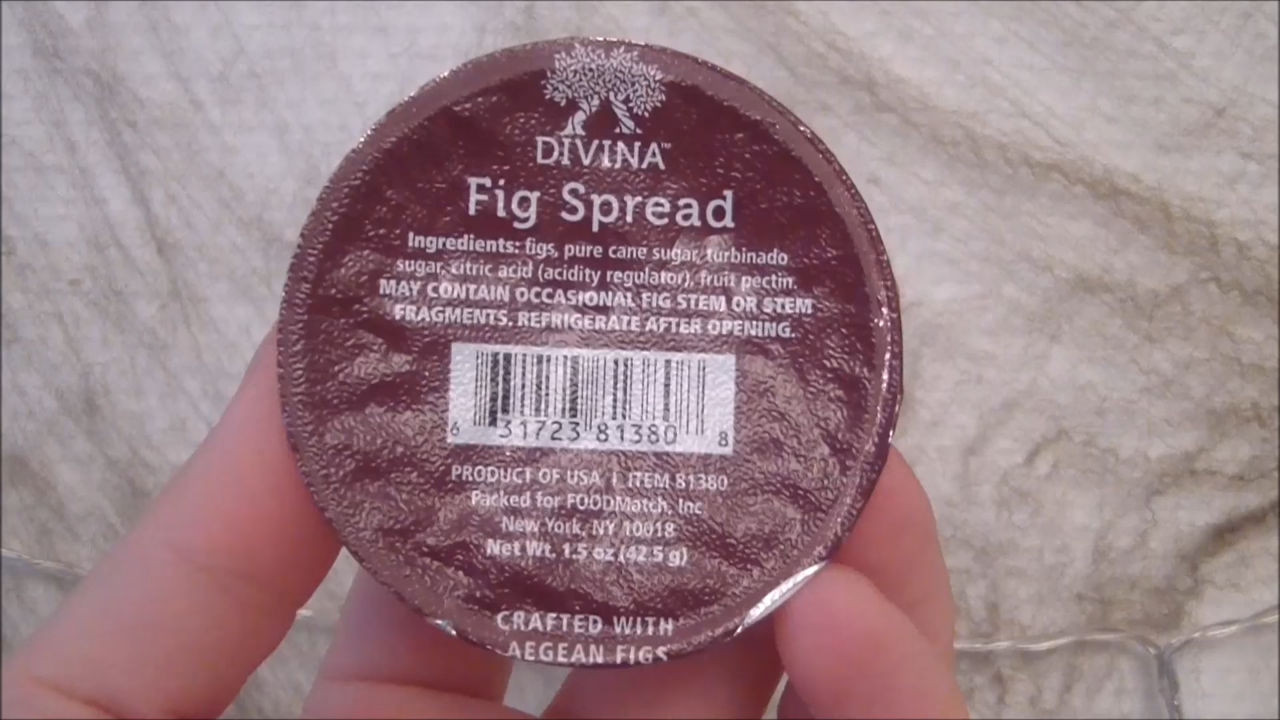 DIVINA™
Fig Spread
Ingredients: figs, pure cane sugar, turbinado
sugar, citric acid (acidity regulator), fruit pectin.
MAY CONTAIN OCCASIONAL FIG STEM OR STEM
FRAGMENTS. REFRIGERATE AFTER OPENING.
6 31723 81380 8
PRODUCT OF USA | ITEM 81380
Packed for FOODMatch, Inc
New York, NY 10018
Net Wt. 1.5 oz (42.5 g)
CRAFTED WITH
AEGEAN FIGS